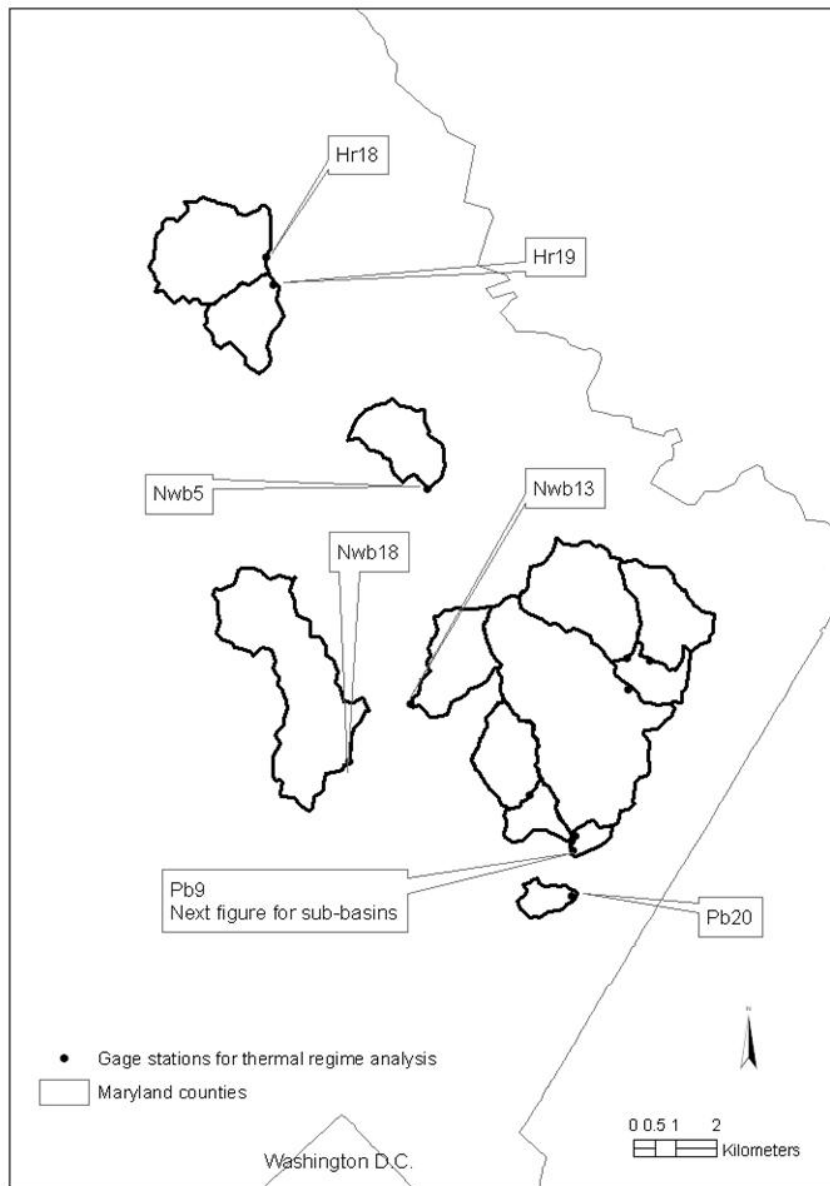 Hr18
Hr19
Nwb5
Nwb13
Nwb18
Pb9
Next figure for sub-basins
Pb20
N
Gage stations for thermal regime analysis
Maryland counties
0 0.5 1 2
Kilometers
Washington D.C.